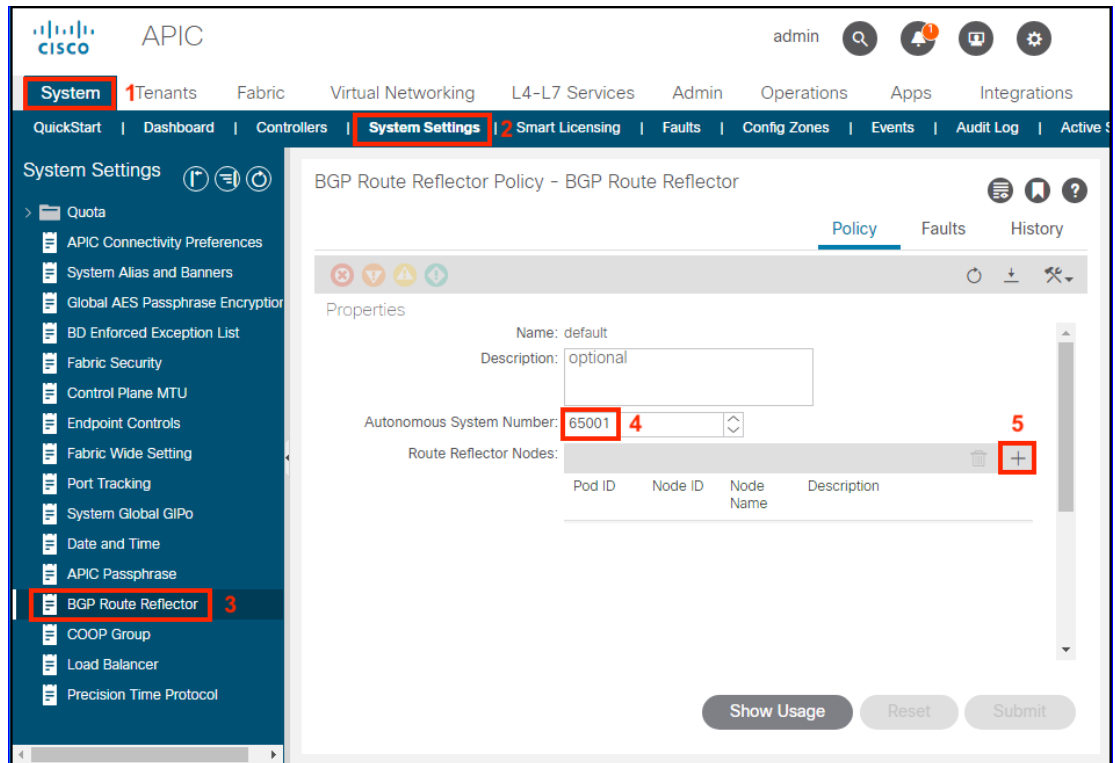 CISCO
APIC
admin
1
System 1 Tenants Fabric Virtual Networking L4-L7 Services Admin Operations Apps Integrations
QuickStart | Dashboard | Controllers | System Settings | 2 Smart Licensing | Faults | Config Zones | Events | Audit Log | Active S
System Settings
Quota
APIC Connectivity Preferences
System Alias and Banners
Global AES Passphrase Encryption
BD Enforced Exception List
Fabric Security
Control Plane MTU
Endpoint Controls
Fabric Wide Setting
Port Tracking
System Global GIPo
Date and Time
APIC Passphrase
BGP Route Reflector 3
COOP Group
Load Balancer
Precision Time Protocol
BGP Route Reflector Policy - BGP Route Reflector
Policy Faults History
Properties
Name: default
Description: optional
Autonomous System Number: 65001 4
5
Route Reflector Nodes:
Pod ID Node ID Node Name Description
Show Usage Reset Submit